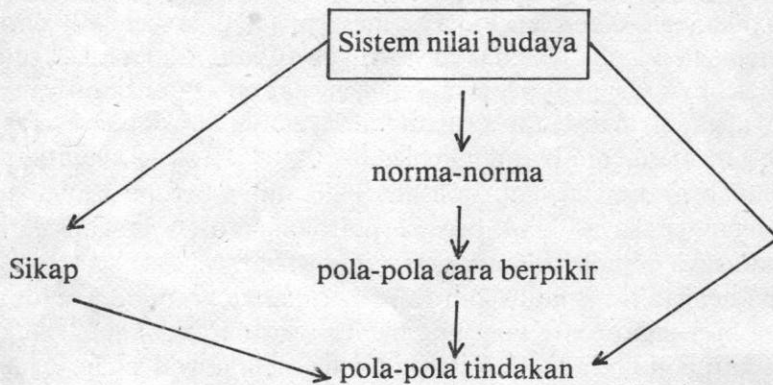 Sistem nilai budaya
norma-norma
Sikap
pola-pola cara berpikir
pola-pola tindakan